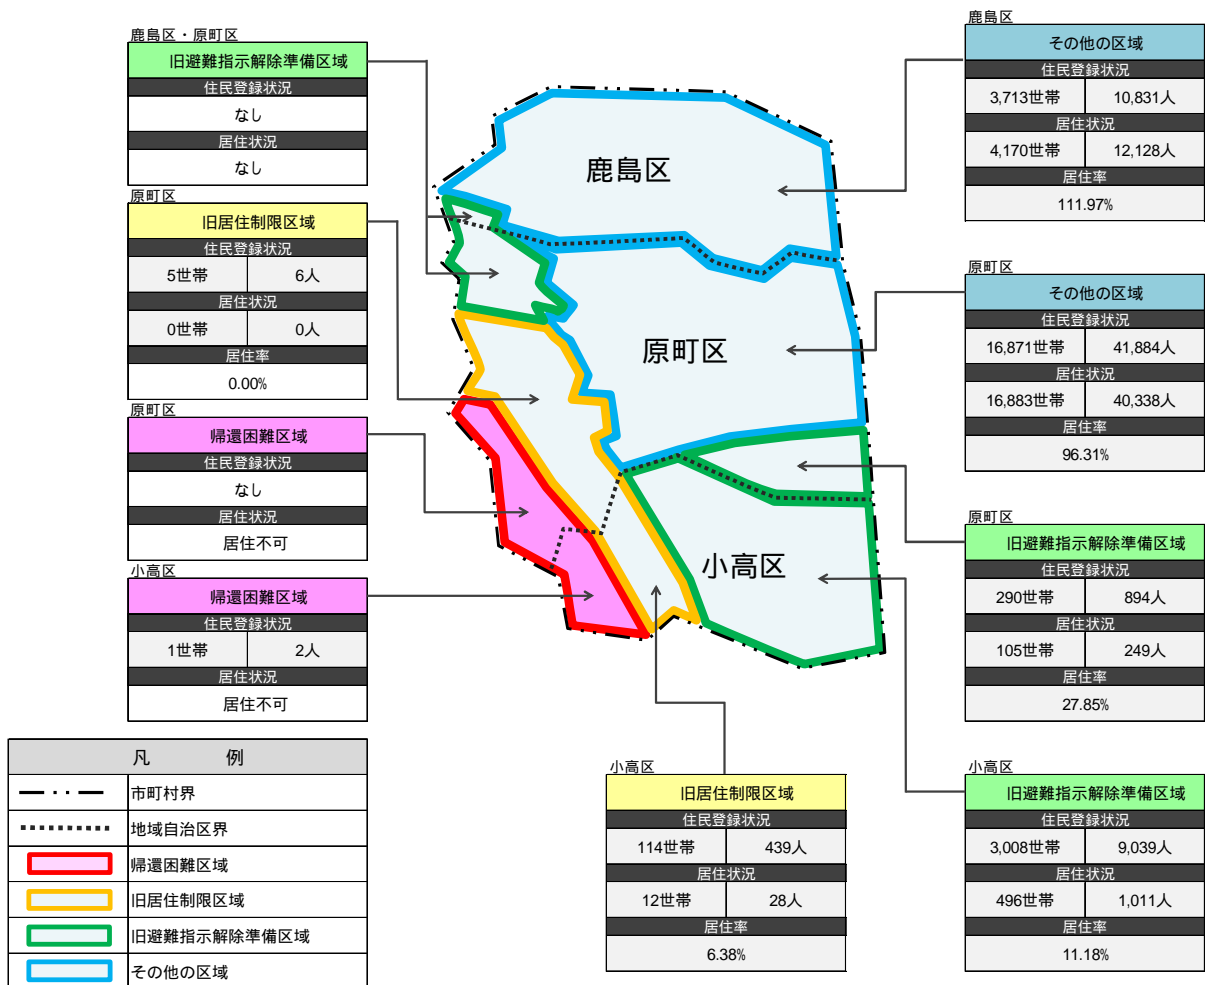 鹿島区・原町区
旧避難指示解除準備区域
住民登録状況
なし
居住状況
なし
原町区
旧居住制限区域
住民登録状況
5世帯 6人
居住状況
0世帯 0人
居住率
0.00%
原町区
帰還困難区域
住民登録状況
なし
居住状況
居住不可
小高区
帰還困難区域
住民登録状況
1世帯 2人
居住状況
居住不可
凡 例
市町村界
地域自治区界
帰還困難区域
旧居住制限区域
旧避難指示解除準備区域
その他の区域
鹿島区
原町区
小高区
小高区
旧居住制限区域
住民登録状況
114世帯 439人
居住状況
12世帯 28人
居住率
6.38%
鹿島区
その他の区域
住民登録状況
3,713世帯 10,831人
居住状況
4,170世帯 12,128人
居住率
111.97%
原町区
その他の区域
住民登録状況
16,871世帯 41,884人
居住状況
16,883世帯 40,338人
居住率
96.31%
原町区
旧避難指示解除準備区域
住民登録状況
290世帯 894人
居住状況
105世帯 249人
居住率
27.85%
小高区
旧避難指示解除準備区域
住民登録状況
3,008世帯 9,039人
居住状況
496世帯 1,011人
居住率
11.18%